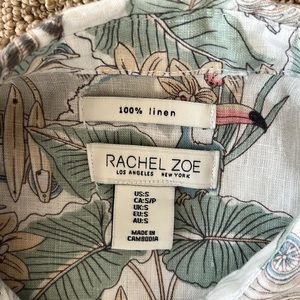 100% linen
RACHEL ZOE
LOS ANGELES NEW YORK
US:S
CA:S/P
UK:S
EU:S
AU:S
MADE IN
CAMBODIA